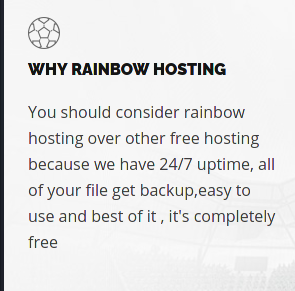 WHY RAINBOW HOSTING
You should consider rainbow
hosting over other free hosting
because we have 24/7 uptime, all
of your file get backup,easy to
use and best of it , it's completely
free